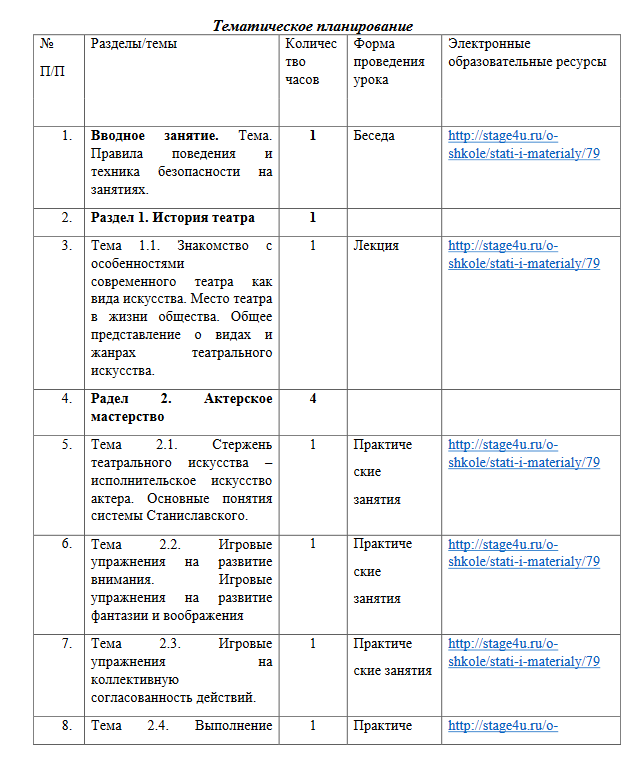 Тематическое планирование
№
П/П
Разделы/темы
Количес
тво
часов
Форма
проведения
урока
Электронные
образовательные ресурсы
1.
Вводное занятие. Тема.
Правила поведения и
техника безопасности на
занятиях.
1
Беседа
http://stage4u.ru/o-
shkole/stati-i-materialy/79
2.
Раздел 1. История театра
1
3.
Тема 1.1. Знакомство с
особенностями
современного театра как
вида искусства. Место театра
в жизни общества. Общее
представление о видах и
жанрах театрального
искусства.
1
Лекция
http://stage4u.ru/o-
shkole/stati-i-materialy/79
4.
Радел 2. Актерское
мастерство
4
5.
Тема 2.1. Стержень
театрального искусства –
исполнительское искусство
актера. Основные понятия
системы Станиславского.
1
Практиче
ские
занятия
http://stage4u.ru/o-
shkole/stati-i-materialy/79
6.
Тема 2.2. Игровые
упражнения на развитие
внимания. Игровые
упражнения на развитие
фантазии и воображения
1
Практиче
ские
занятия
http://stage4u.ru/o-
shkole/stati-i-materialy/79
7.
Тема 2.3. Игровые
упражнения на
коллективную
согласованность действий.
1
Практиче
ские занятия
http://stage4u.ru/o-
shkole/stati-i-materialy/79
8.
Тема 2.4. Выполнение
1
Практиче
http://stage4u.ru/o-